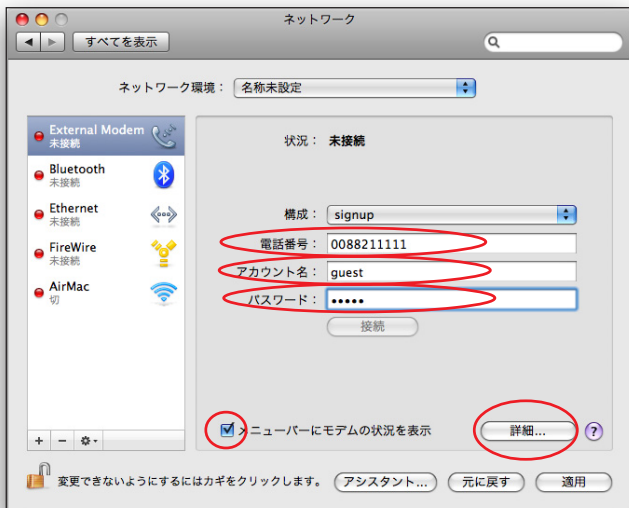 ネットワーク
すべてを表示
ネットワーク環境： 名称未設定
External Modem
未接続
Bluetooth
未接続
Ethernet
未接続
FireWire
未接続
AirMac
切
状況： 未接続
構成： signup
電話番号： 0088211111
アカウント名： guest
パスワード： •••••
接続
メニューバーにモデムの状況を表示
詳細... ?
変更できないようにするにはカギをクリックします。 アシスタント... 元に戻す 適用